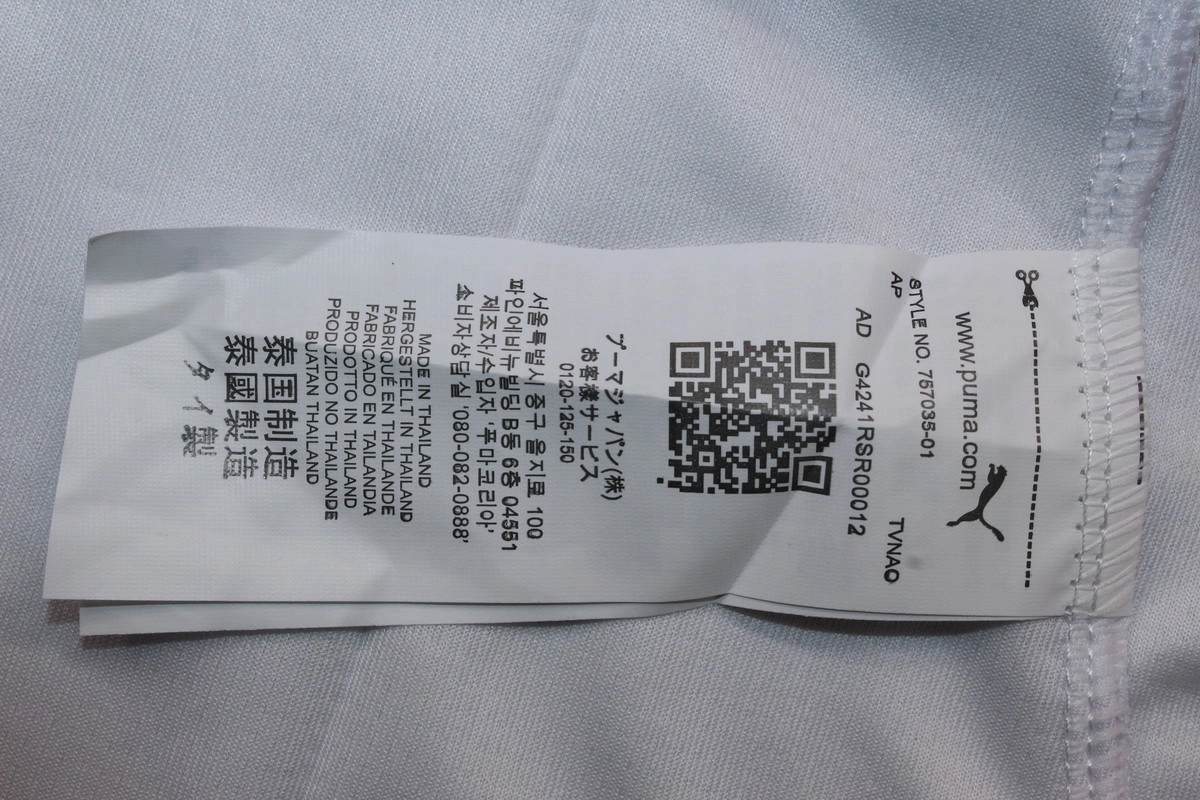 www.puma.com
STYLE NO. 757035-01
AP TVNAO
AD G4241RSR00012
プーマジャパン(株)
お客様サービス
0120-125-150
서울특별시 중구 을지로 100
파인에비뉴빌딩 B동 6층 04551
제조자/수입자 '푸마코리아'
소비자상담실 '080-082-0888'
MADE IN THAILAND
HERGESTELLT IN THAILAND
FABRIQUÉ EN THAILANDE
FABRICADO EN TAILANDIA
PRODOTTO IN THAILAND
PRODUZIDO NO THAILANDE
BUATAN THAILAND
泰国制造
泰國製造
タイ製